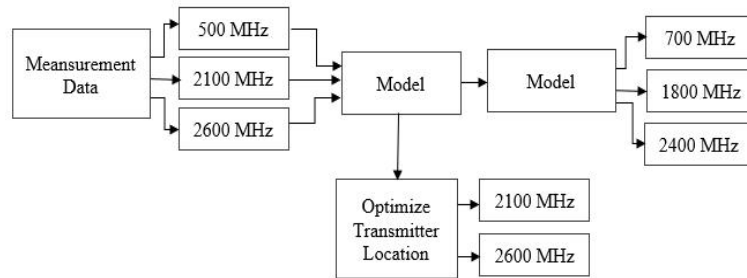 Meansurement
Data
500 MHz
2100 MHz
2600 MHz
Model
Model
700 MHz
1800 MHz
2400 MHz
Optimize
Transmitter
Location
2100 MHz
2600 MHz